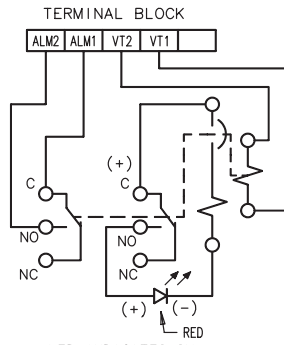 TERMINAL BLOCK
ALM2 ALM1 VT2 VT1
(+)
C C
NO NO
NC NC
(+) (-)
RED